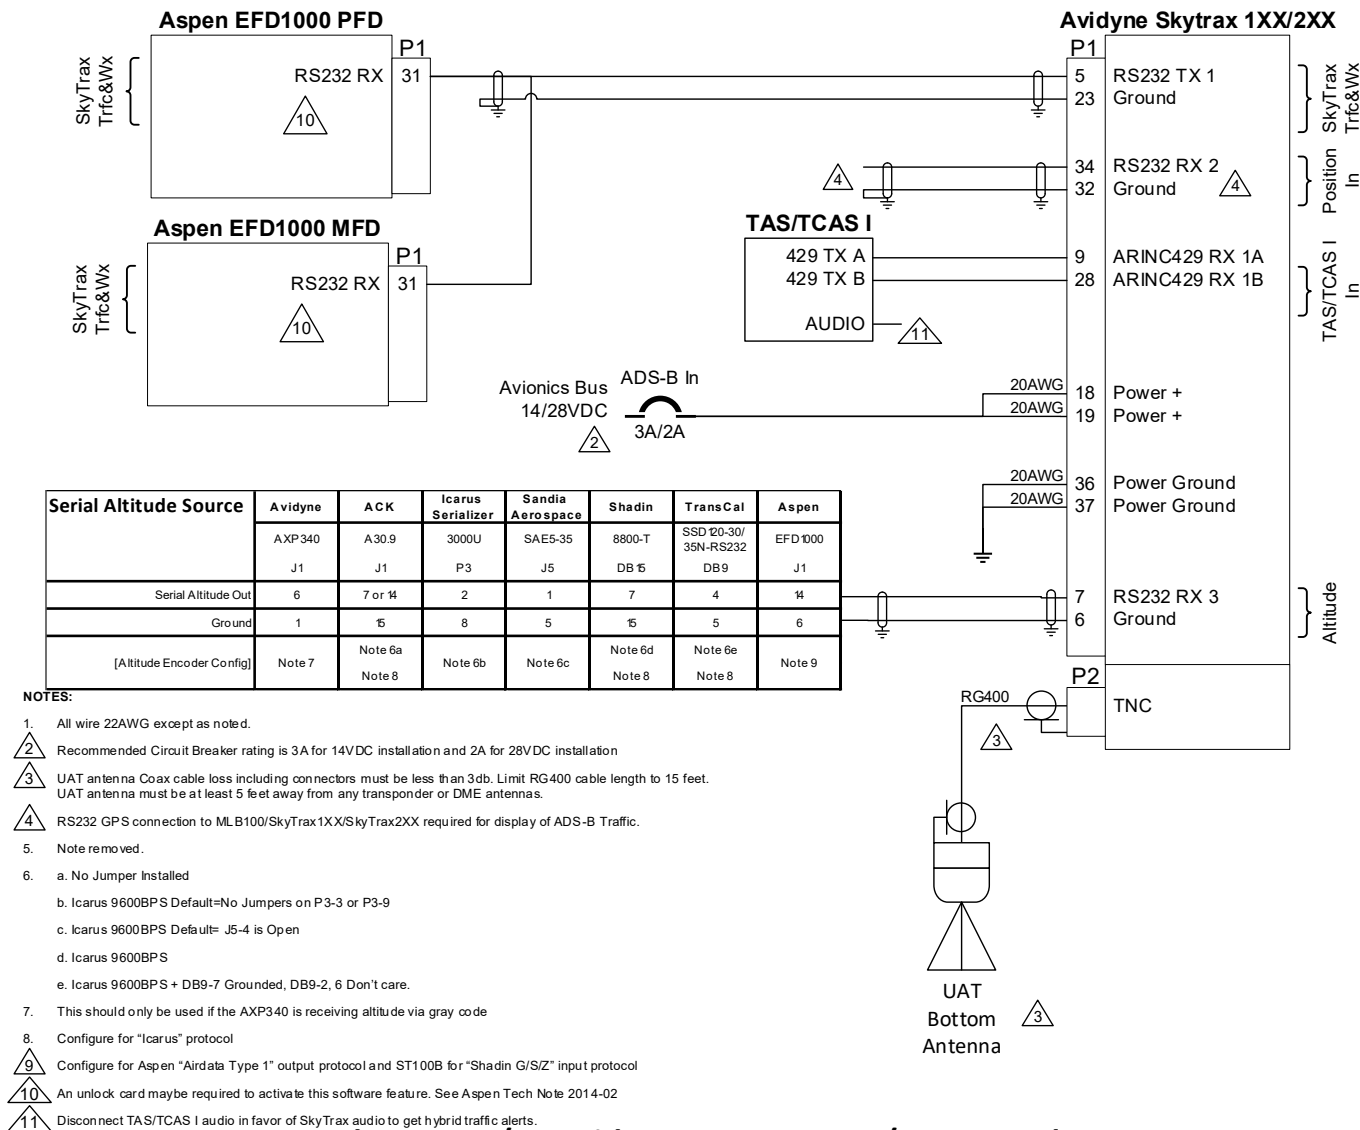 Aspen EFD1000 PFD
Avidyne Skytrax 1XX/2XX
SkyTrax
Trfc&Wx
RS232 RX
P1
31
10
P1
5 RS232 TX 1
23 Ground
SkyTrax
Trfc&Wx
4
34 RS232 RX 2
32 Ground
4
Position
In
Aspen EFD1000 MFD
SkyTrax
Trfc&Wx
RS232 RX
P1
31
10
TAS/TCAS I
429 TX A
429 TX B
AUDIO
11
9 ARINC429 RX 1A
28 ARINC429 RX 1B
TAS/TCAS I
In
Avionics Bus
14/28VDC
2
ADS-B In
3A/2A
20AWG 18 Power +
20AWG 19 Power +
20AWG 36 Power Ground
20AWG 37 Power Ground
Serial Altitude Source Avidyne ACK Icarus Serializer Sandia Aerospace Shadin TransCal Aspen
AXP340 A30.9 3000U SAE5-35 8800-T SSD120-30/35N-RS232 EFD1000
J1 J1 P3 J5 DB15 DB9 J1
Serial Altitude Out 6 7 or 14 2 1 7 4 14
Ground 1 15 8 5 15 5 6
[Altitude Encoder Config] Note 7 Note 6a Note 8 Note 6b Note 6c Note 6d Note 8 Note 6e Note 8 Note 9
7 RS232 RX 3
6 Ground
Altitude
P2
RG400
TNC
3
UAT
Bottom
Antenna
3
NOTES:
1. All wire 22AWG except as noted.
2 Recommended Circuit Breaker rating is 3A for 14VDC installation and 2A for 28VDC installation
3 UAT antenna Coax cable loss including connectors must be less than 3db. Limit RG400 cable length to 15 feet.
UAT antenna must be at least 5 feet away from any transponder or DME antennas.
4 RS232 GPS connection to MLB100/SkyTrax1XX/SkyTrax2XX required for display of ADS-B Traffic.
5. Note removed.
6. a. No Jumper Installed
b. Icarus 9600BPS Default=No Jumpers on P3-3 or P3-9
c. Icarus 9600BPS Default= J5-4 is Open
d. Icarus 9600BPS
e. Icarus 9600BPS + DB9-7 Grounded, DB9-2, 6 Don't care.
7. This should only be used if the AXP340 is receiving altitude via gray code
8. Configure for "Icarus" protocol
9 Configure for Aspen "Airdata Type 1" output protocol and ST100B for "Shadin G/S/Z" input protocol
10 An unlock card maybe required to activate this software feature. See Aspen Tech Note 2014-02
11 Disconnect TAS/TCAS I audio in favor of SkyTrax audio to get hybrid traffic alerts.